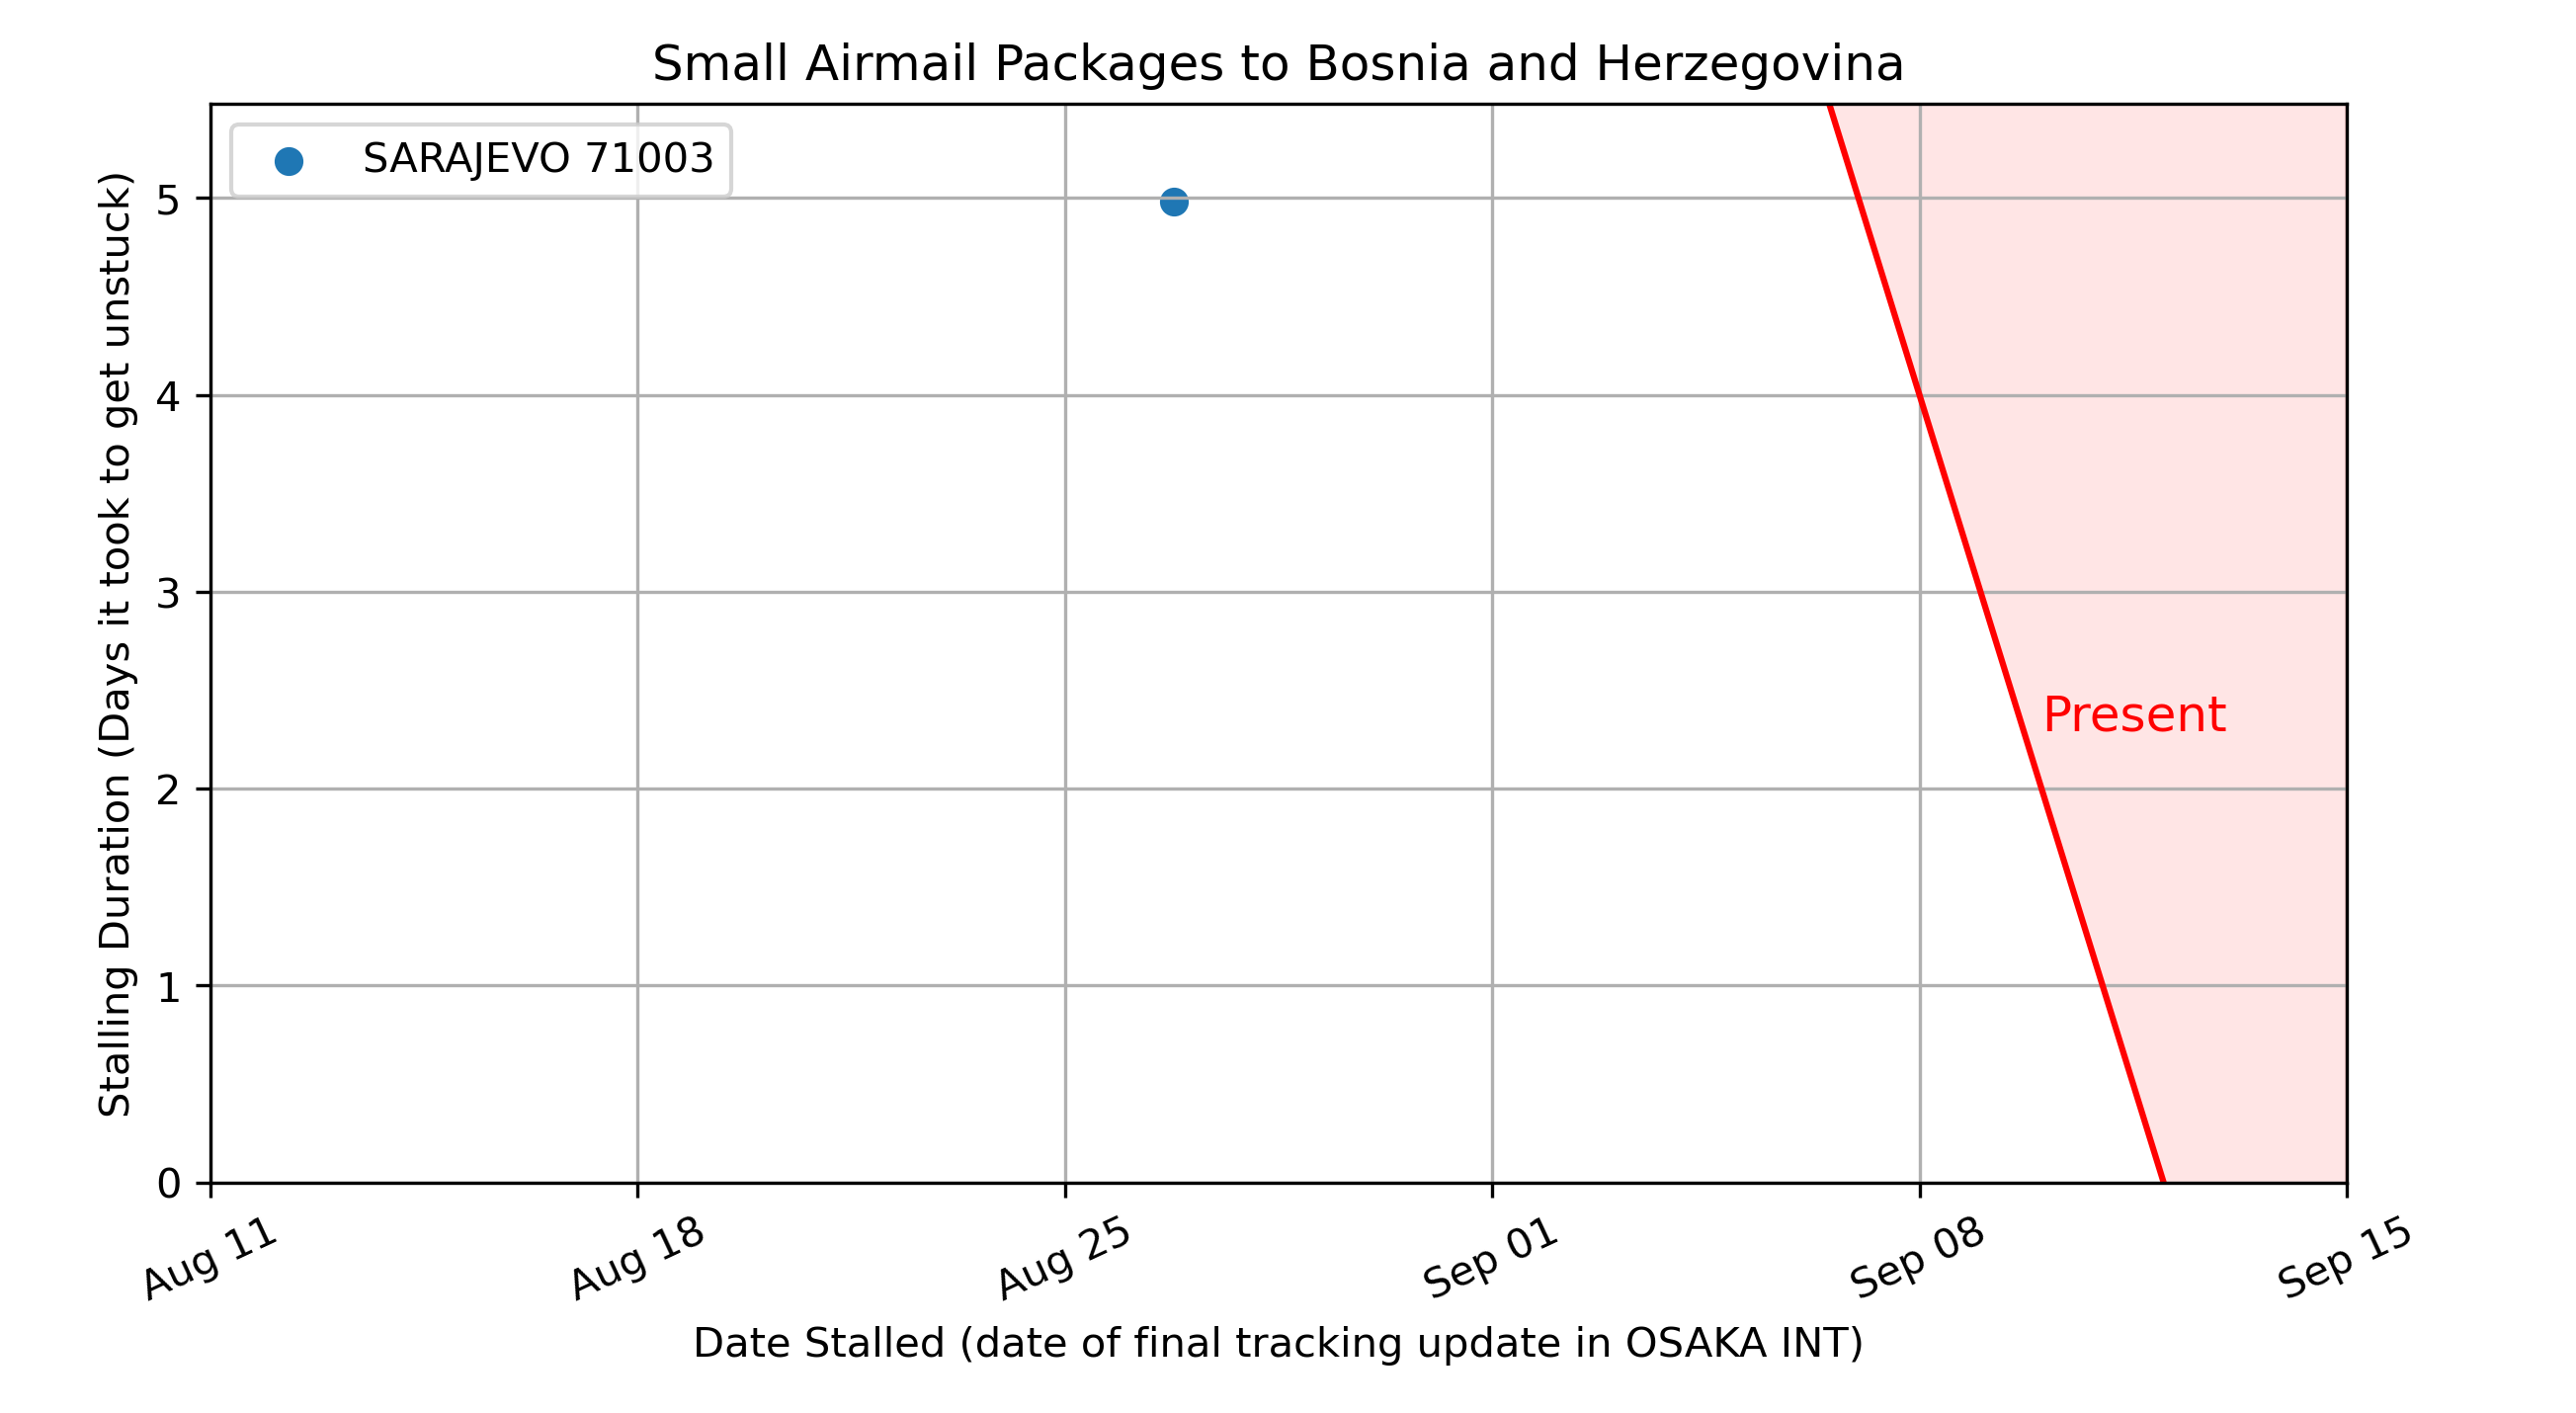 Small Airmail Packages to Bosnia and Herzegovina
SARAJEVO 71003
Stalling Duration (Days it took to get unstuck)
5
4
3
2
1
0
Present
Aug 11
Aug 18
Aug 25
Sep 01
Sep 08
Sep 15
Date Stalled (date of final tracking update in OSAKA INT)